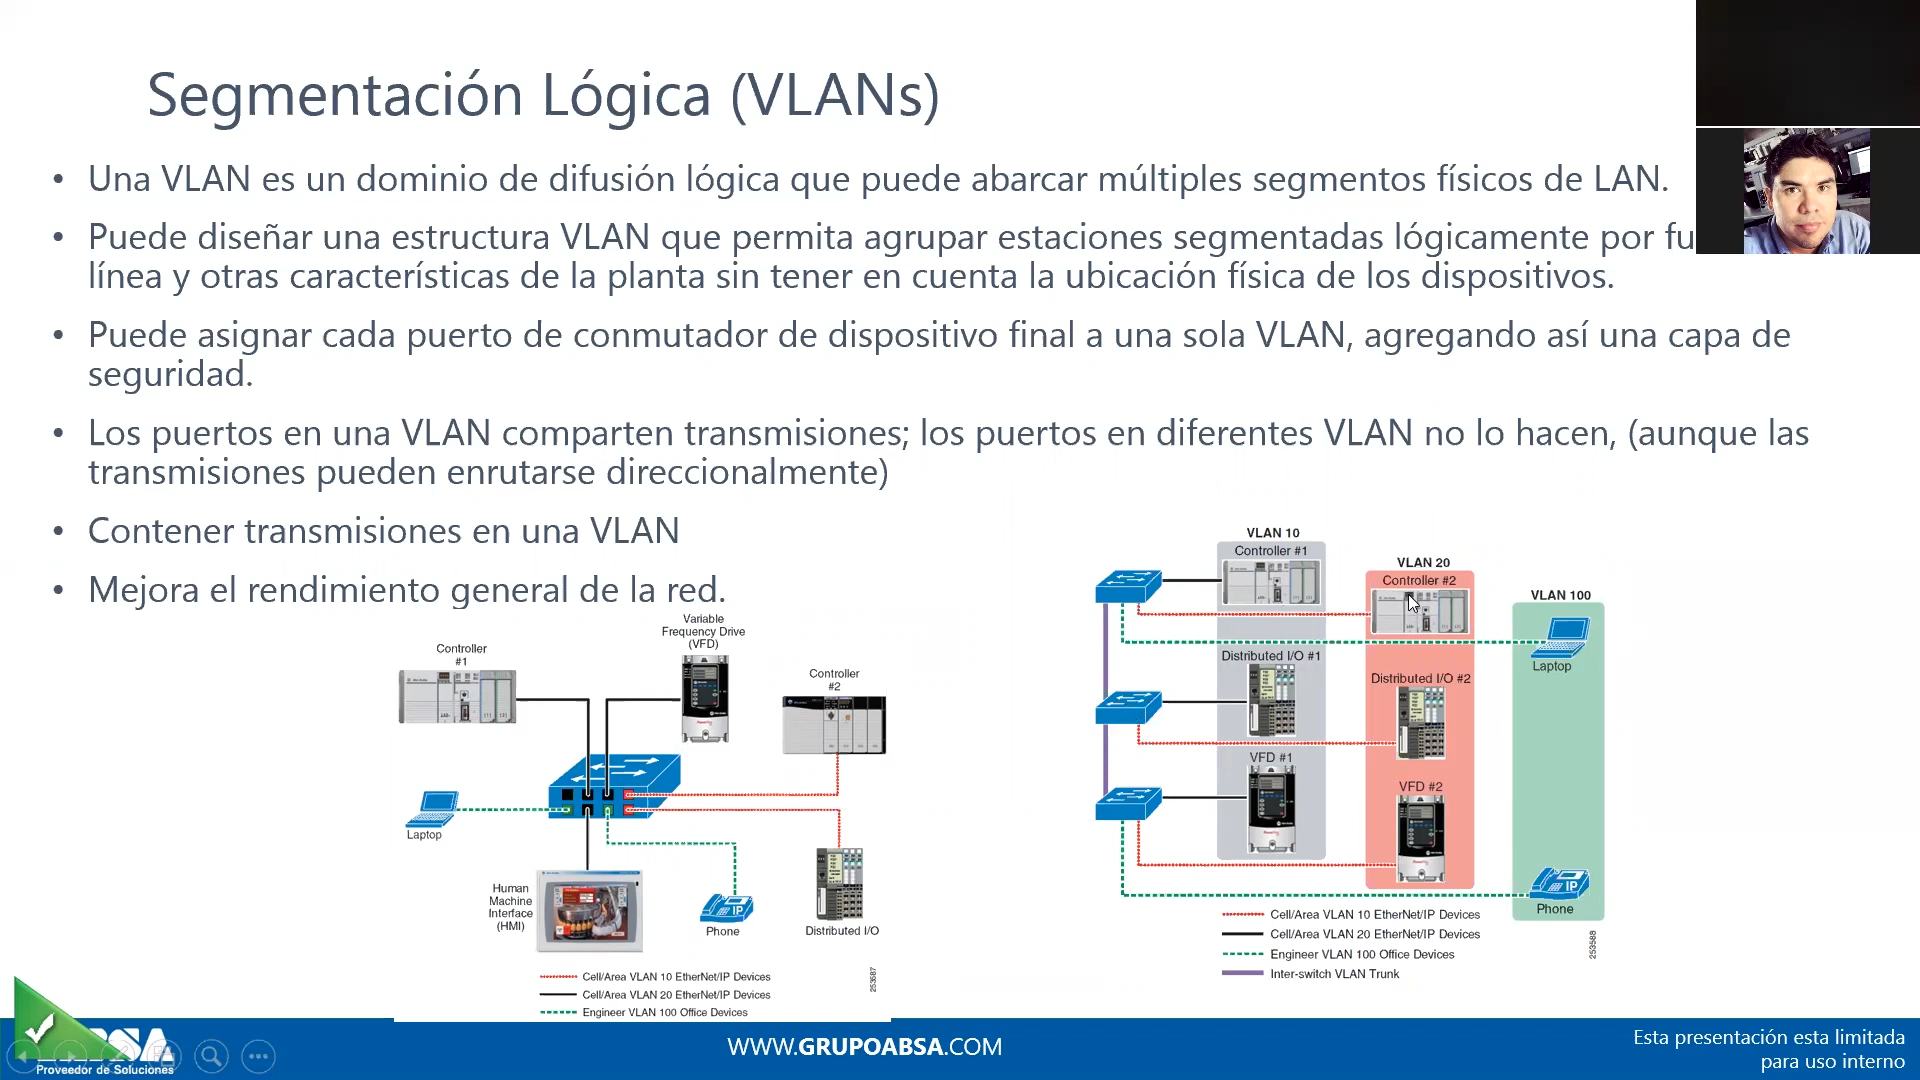 Segmentación Lógica (VLANs)
• Una VLAN es un dominio de difusión lógica que puede abarcar múltiples segmentos físicos de LAN.
• Puede diseñar una estructura VLAN que permita agrupar estaciones segmentadas lógicamente por fu
línea y otras características de la planta sin tener en cuenta la ubicación física de los dispositivos.
• Puede asignar cada puerto de conmutador de dispositivo final a una sola VLAN, agregando así una capa de
seguridad.
• Los puertos en una VLAN comparten transmisiones; los puertos en diferentes VLAN no lo hacen, (aunque las
transmisiones pueden enrutarse direccionalmente)
• Contener transmisiones en una VLAN
• Mejora el rendimiento general de la red.
Variable
Frequency Drive
(VFD)
Controller
#1
Controller
#2
Laptop
Human
Machine
Interface
(HMI)
IP
Phone
Distributed I/O
Cell/Area VLAN 10 EtherNet/IP Devices
Cell/Area VLAN 20 EtherNet/IP Devices
Engineer VLAN 100 Office Devices
253587
VLAN 10
Controller #1
VLAN 20
Controller #2
VLAN 100
Laptop
Distributed I/O #1
Distributed I/O #2
VFD #1
VFD #2
IP
Phone
Cell/Area VLAN 10 EtherNet/IP Devices
Cell/Area VLAN 20 EtherNet/IP Devices
Engineer VLAN 100 Office Devices
Inter-switch VLAN Trunk
253588
Proveedor de Soluciones
WWW.GRUPOABSA.COM
Esta presentación esta limitada
para uso interno